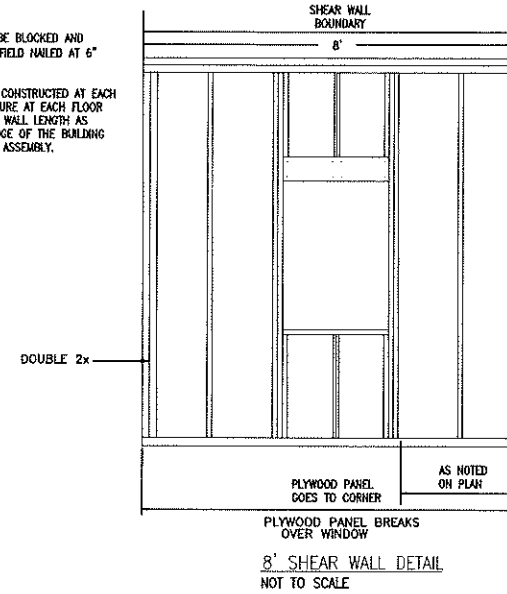 BE BLOCKED AND
FIELD NAILED AT 6"
CONSTRUCTED AT EACH
URE AT EACH FLOOR
WALL LENGTH AS
GE OF THE BUILDING
ASSEMBLY.
SHEAR WALL
BOUNDARY
8'
DOUBLE 2x
PLYWOOD PANEL
GOES TO CORNER
AS NOTED
ON PLAN
PLYWOOD PANEL BREAKS
OVER WINDOW
8' SHEAR WALL DETAIL
NOT TO SCALE